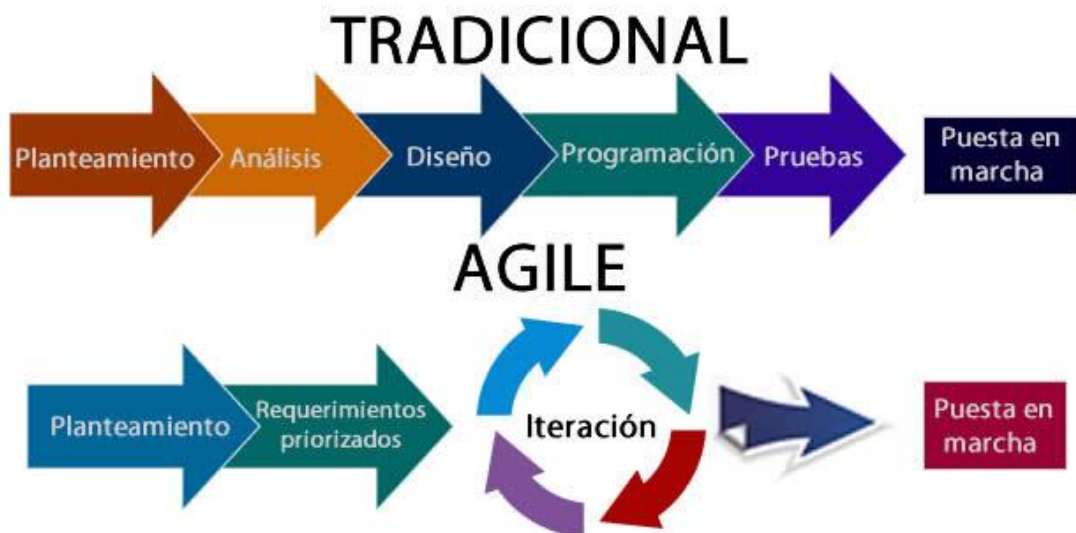 TRADICIONAL
Planteamiento
Análisis
Diseño
Programación
Pruebas
Puesta en
marcha
AGILE
Planteamiento
Requerimientos
priorizados
Iteración
Puesta en
marcha